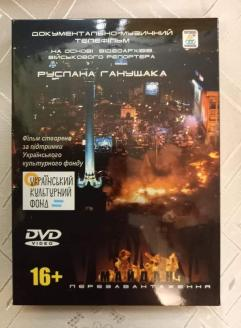 ДОКУМЕНТАЛЬНО-МУЗИЧНИЙ
ТЕЛЕФІЛЬМ
НА ОСНОВІ ВІДЕОАРХІВІВ
ВІЙСЬКОВОГО РЕПОРТЕРА
РУСЛАНА ГАНУЩАКА
Фільм створено
за підтримки
Українського
культурного фонду
УКРАЇНСЬКИЙ
КУЛЬТУРНИЙ
ФОНД
DVD
VIDEO
16+
ПЕРЕЗАВАНТАЖЕННЯ